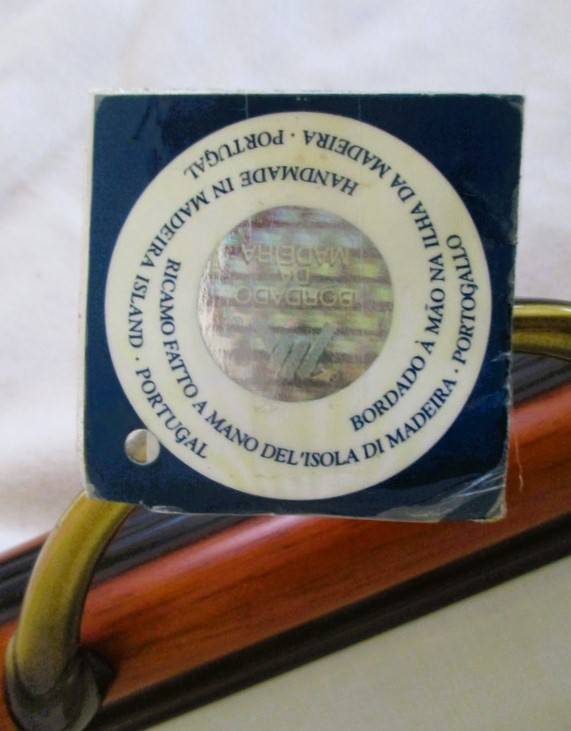 HANDMADE IN MADEIRA ISLAND · PORTUGAL
BORDADO À MÃO NA ILHA DA MADEIRA · PORTUGAL
RICAMO FATTO A MANO DEL'ISOLA DI MADEIRA · PORTOGALLO
BORDADO
DA
MADEIRA